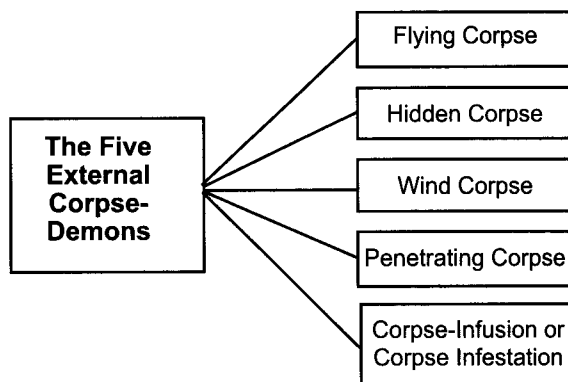 The Five
External
Corpse-
Demons
Flying Corpse
Hidden Corpse
Wind Corpse
Penetrating Corpse
Corpse-Infusion or
Corpse Infestation